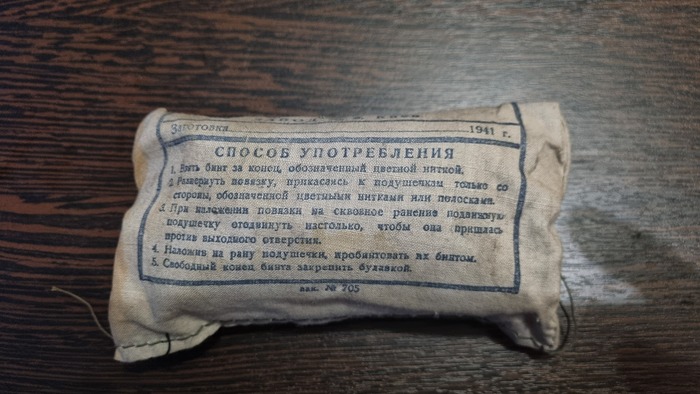 Заготовка 1941 г.
СПОСОБ УПОТРЕБЛЕНИЯ
1. Взять бинт за конец, обозначенный цветной ниткой.
2. Развернуть повязку, прикасаясь к подушечкам только со
стороны, обозначенной цветными нитками или полосками.
3. При наложении повязки на сквозное ранение подвижную
подушечку отодвинуть настолько, чтобы она пришлась
против выходного отверстия.
4. Наложив на рану подушечки, пробинтовать их бинтом.
5. Свободный конец бинта закрепить булавкой.
зак. № 705